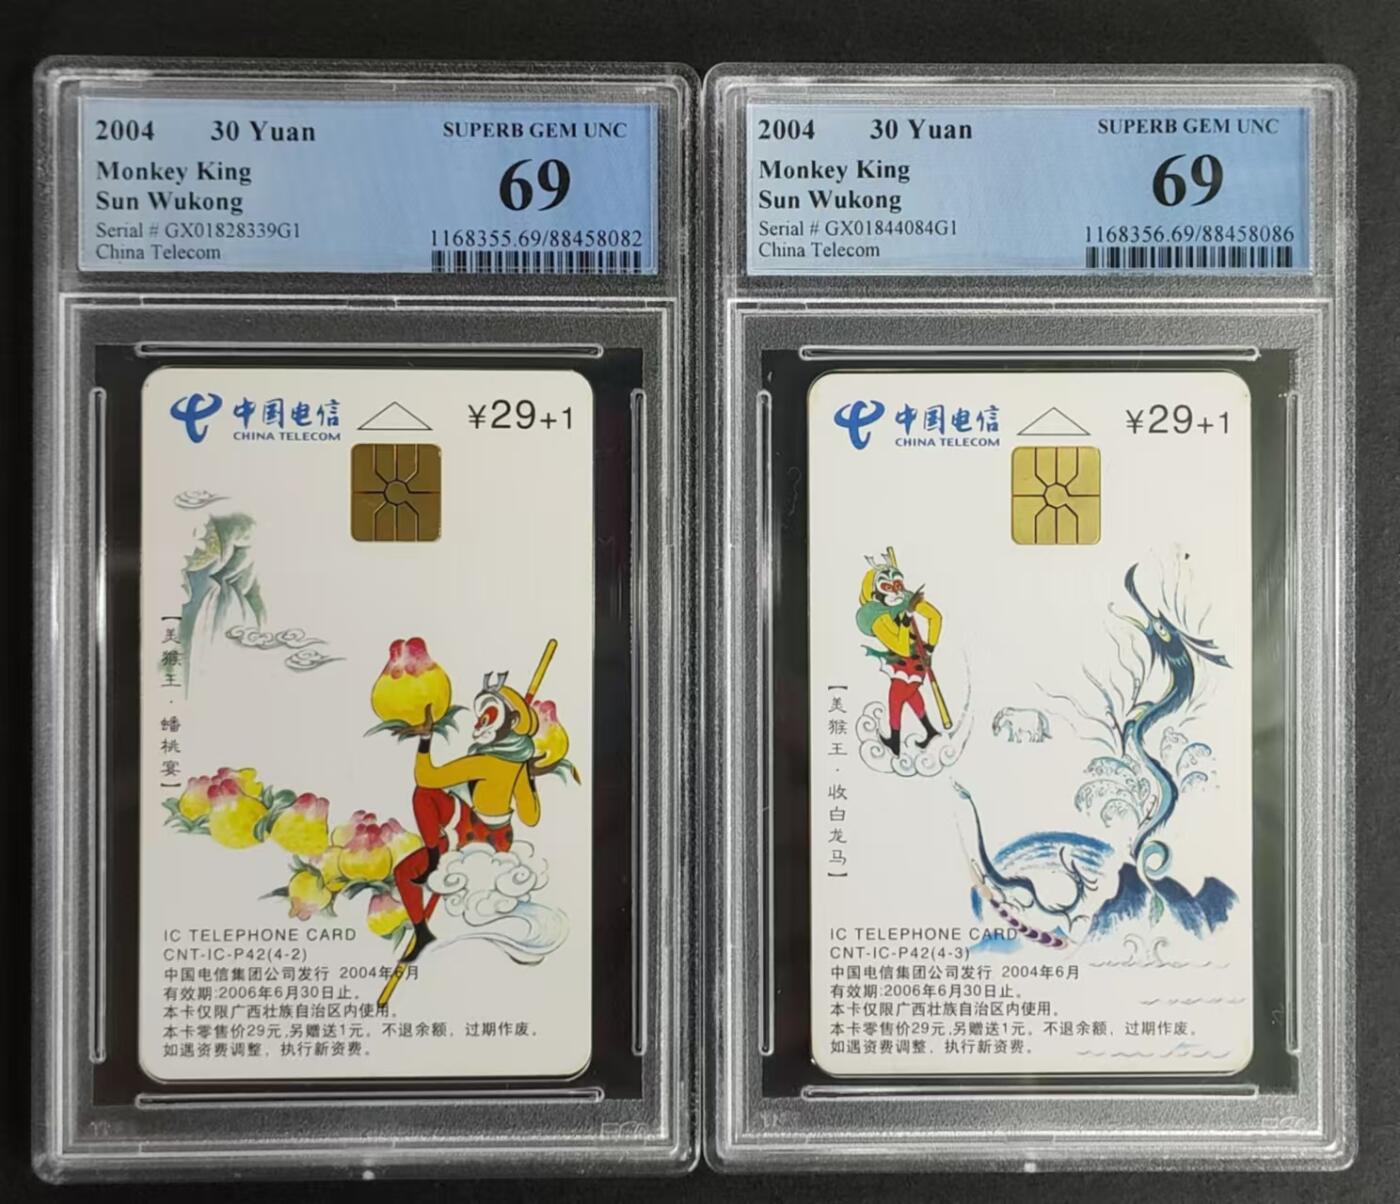 2004 30 Yuan SUPERB GEM UNC
Monkey King 69
Sun Wukong
Serial # GX01828339G1 1168355.69/88458082
China Telecom
中国电信 ¥29+1
CHINA TELECOM
【美猴王·蟠桃宴】
IC TELEPHONE CARD
CNT-IC-P42(4-2)
中国电信集团公司发行 2004年6月
有效期:2006年6月30日止。
本卡仅限广西壮族自治区内使用。
本卡零售价29元,另赠送1元。不退余额，过期作废。
如遇资费调整，执行新资费。
2004 30 Yuan SUPERB GEM UNC
Monkey King 69
Sun Wukong
Serial # GX01844084G1 1168356.69/88458086
China Telecom
中国电信 ¥29+1
CHINA TELECOM
【美猴王·收白龙马】
IC TELEPHONE CARD
CNT-IC-P42(4-3)
中国电信集团公司发行 2004年6月
有效期:2006年6月30日止。
本卡仅限广西壮族自治区内使用。
本卡零售价29元,另赠送1元。不退余额，过期作废。
如遇资费调整，执行新资费。